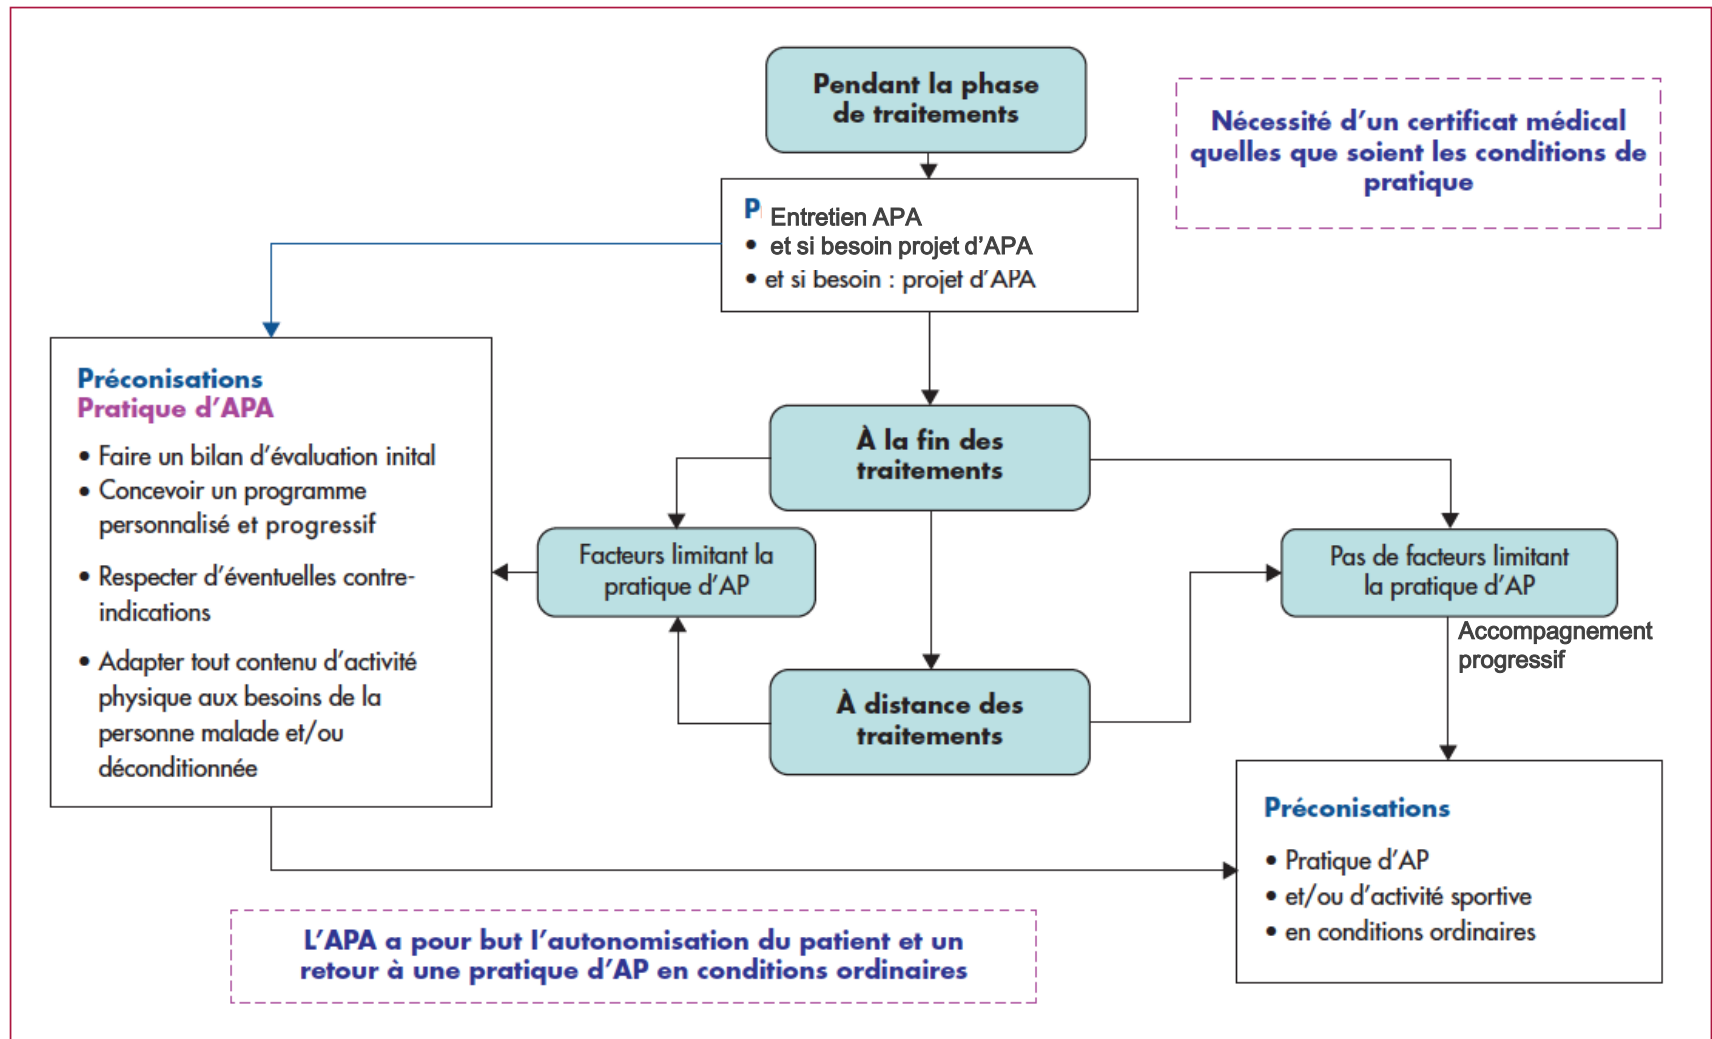 Pendant la phase
de traitements
Nécessité d'un certificat médical
quelles que soient les conditions de
pratique
P Entretien APA
• et si besoin projet d'APA
• et si besoin : projet d'APA
Préconisations
Pratique d'APA
• Faire un bilan d'évaluation inital
• Concevoir un programme
personnalisé et progressif
• Respecter d'éventuelles contre-
indications
• Adapter tout contenu d'activité
physique aux besoins de la
personne malade et/ou
déconditionnée
À la fin des
traitements
Facteurs limitant la
pratique d'AP
Pas de facteurs limitant
la pratique d'AP
Accompagnement
progressif
À distance des
traitements
Préconisations
• Pratique d'AP
• et/ou d'activité sportive
• en conditions ordinaires
L'APA a pour but l'autonomisation du patient et un
retour à une pratique d'AP en conditions ordinaires